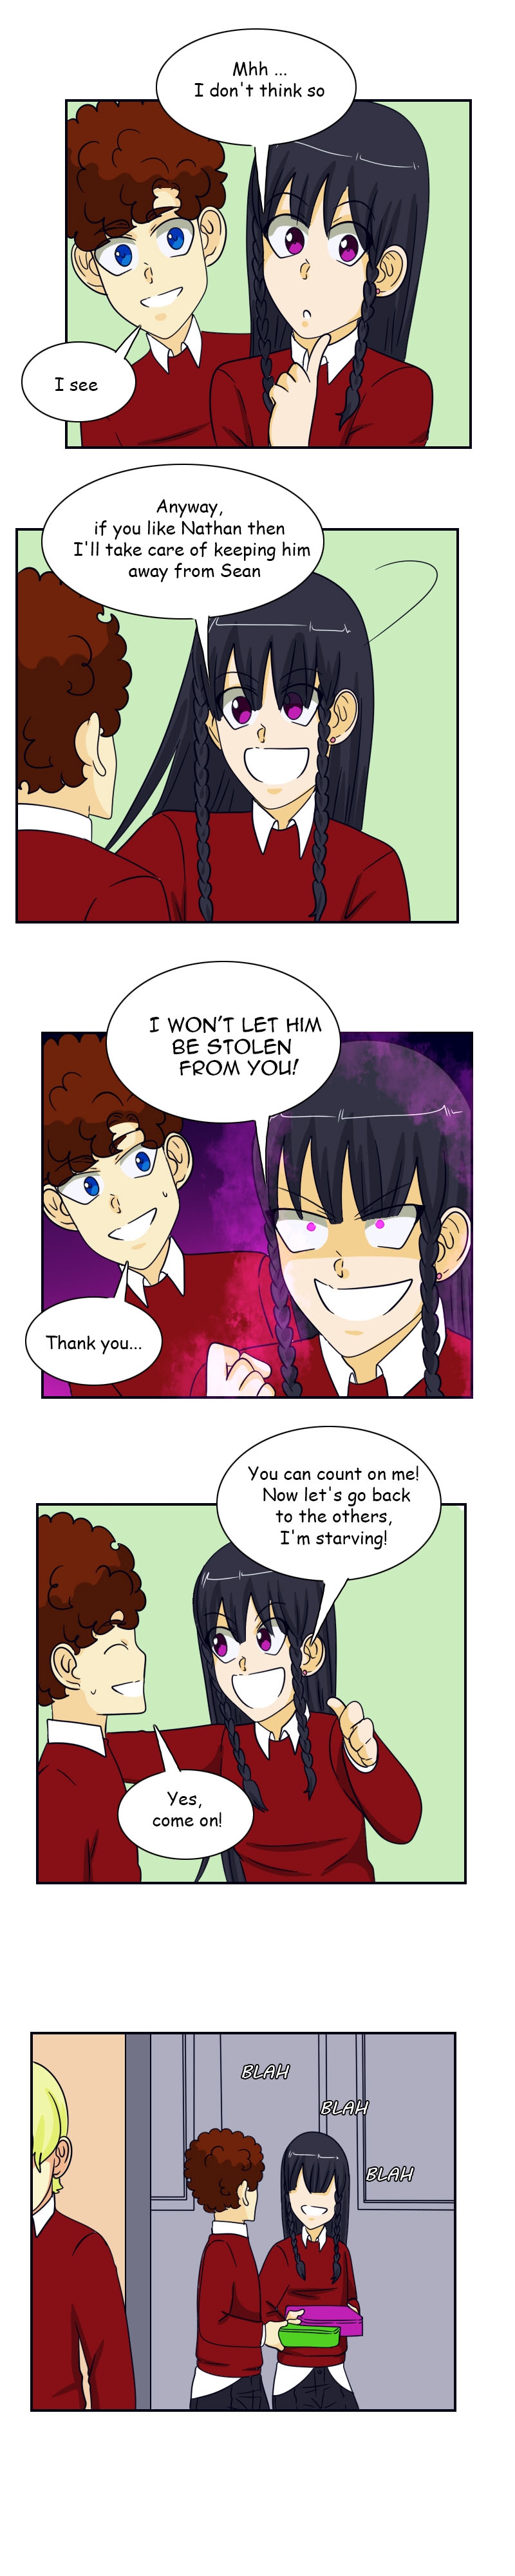 Mhh ...
I don't think so
I see
Anyway,
if you like Nathan then
I'll take care of keeping him
away from Sean
I WON'T LET HIM
BE STOLEN
FROM YOU!
Thank you...
You can count on me!
Now let's go back
to the others,
I'm starving!
Yes,
come on!
BLAH
BLAH
BLAH